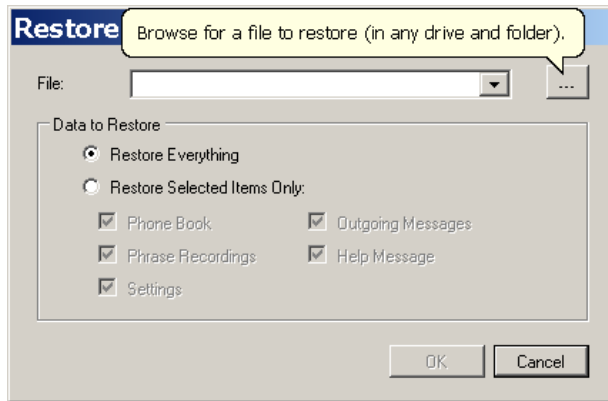 Restore
Browse for a file to restore (in any drive and folder).
File:
...
Data to Restore
Restore Everything
Restore Selected Items Only:
Phone Book
Outgoing Messages
Phrase Recordings
Help Message
Settings
OK
Cancel